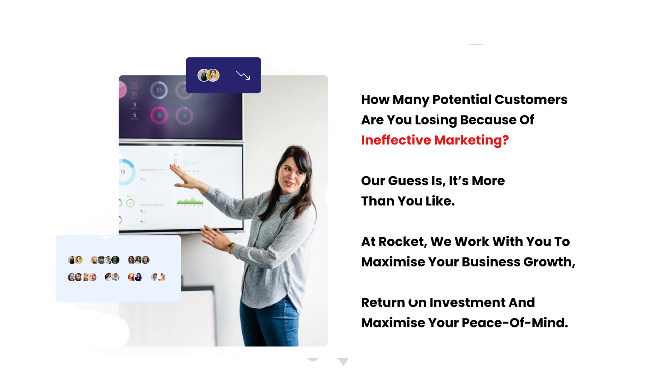 How Many Potential Customers
Are You Losing Because Of
Ineffective Marketing?
Our Guess Is, It's More
Than You Like.
At Rocket, We Work With You To
Maximise Your Business Growth,
Return On Investment And
Maximise Your Peace-Of-Mind.